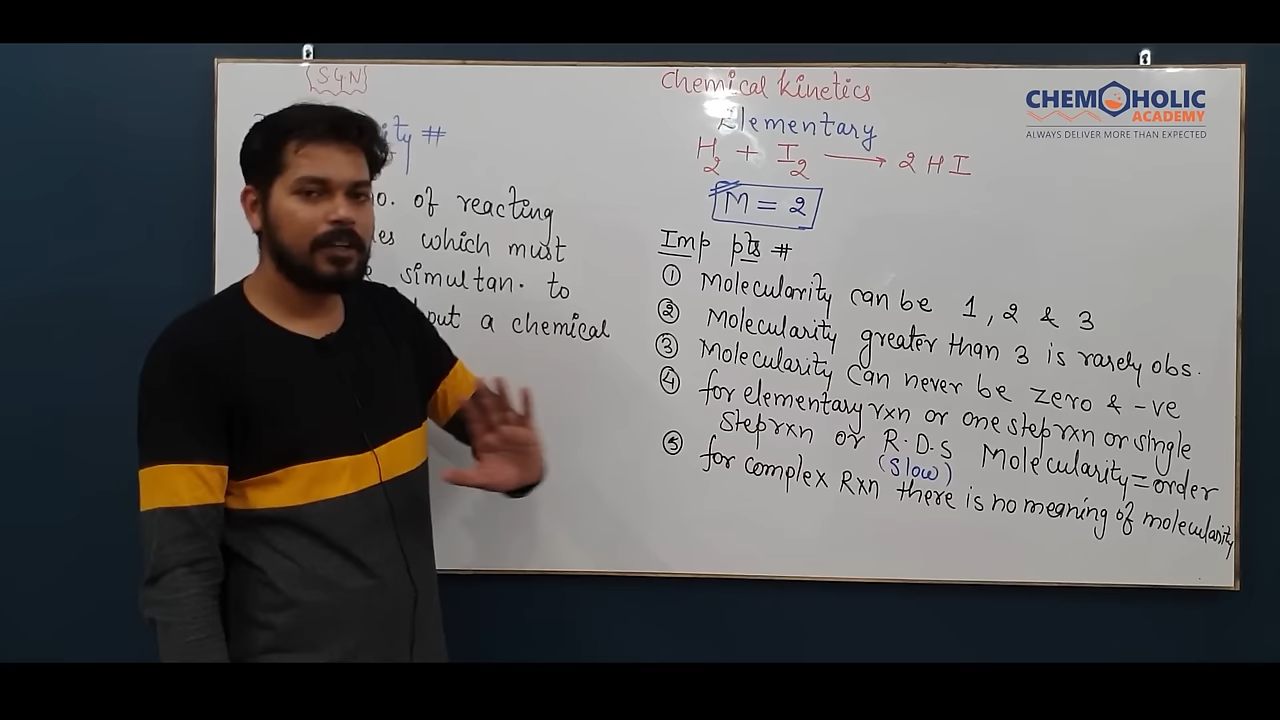 {SGN}
#
o. of reacting
which must
simultan. to
out a chemical
Chemical kinetics
Elementary
H2 + I2 → 2HI
M = 2
Imp pts #
① Molecularity can be 1, 2 & 3
② Molecularity greater than 3 is rarely obs.
③ Molecularity can never be zero & -ve
④ for elementary rxn or one step rxn or single
step rxn or R.D.S Molecularity = order
(slow)
⑤ for complex Rxn there is no meaning of molecularity
CHEMOHOLIC
ACADEMY
ALWAYS DELIVER MORE THAN EXPECTED